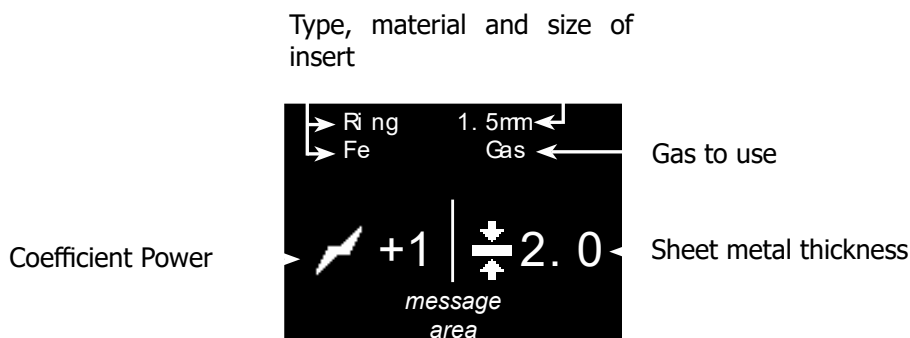 Type, material and size of
insert
Ring 1.5mm
Fe Gas
Gas to use
Coefficient Power
+1 2.0
Sheet metal thickness
message
area